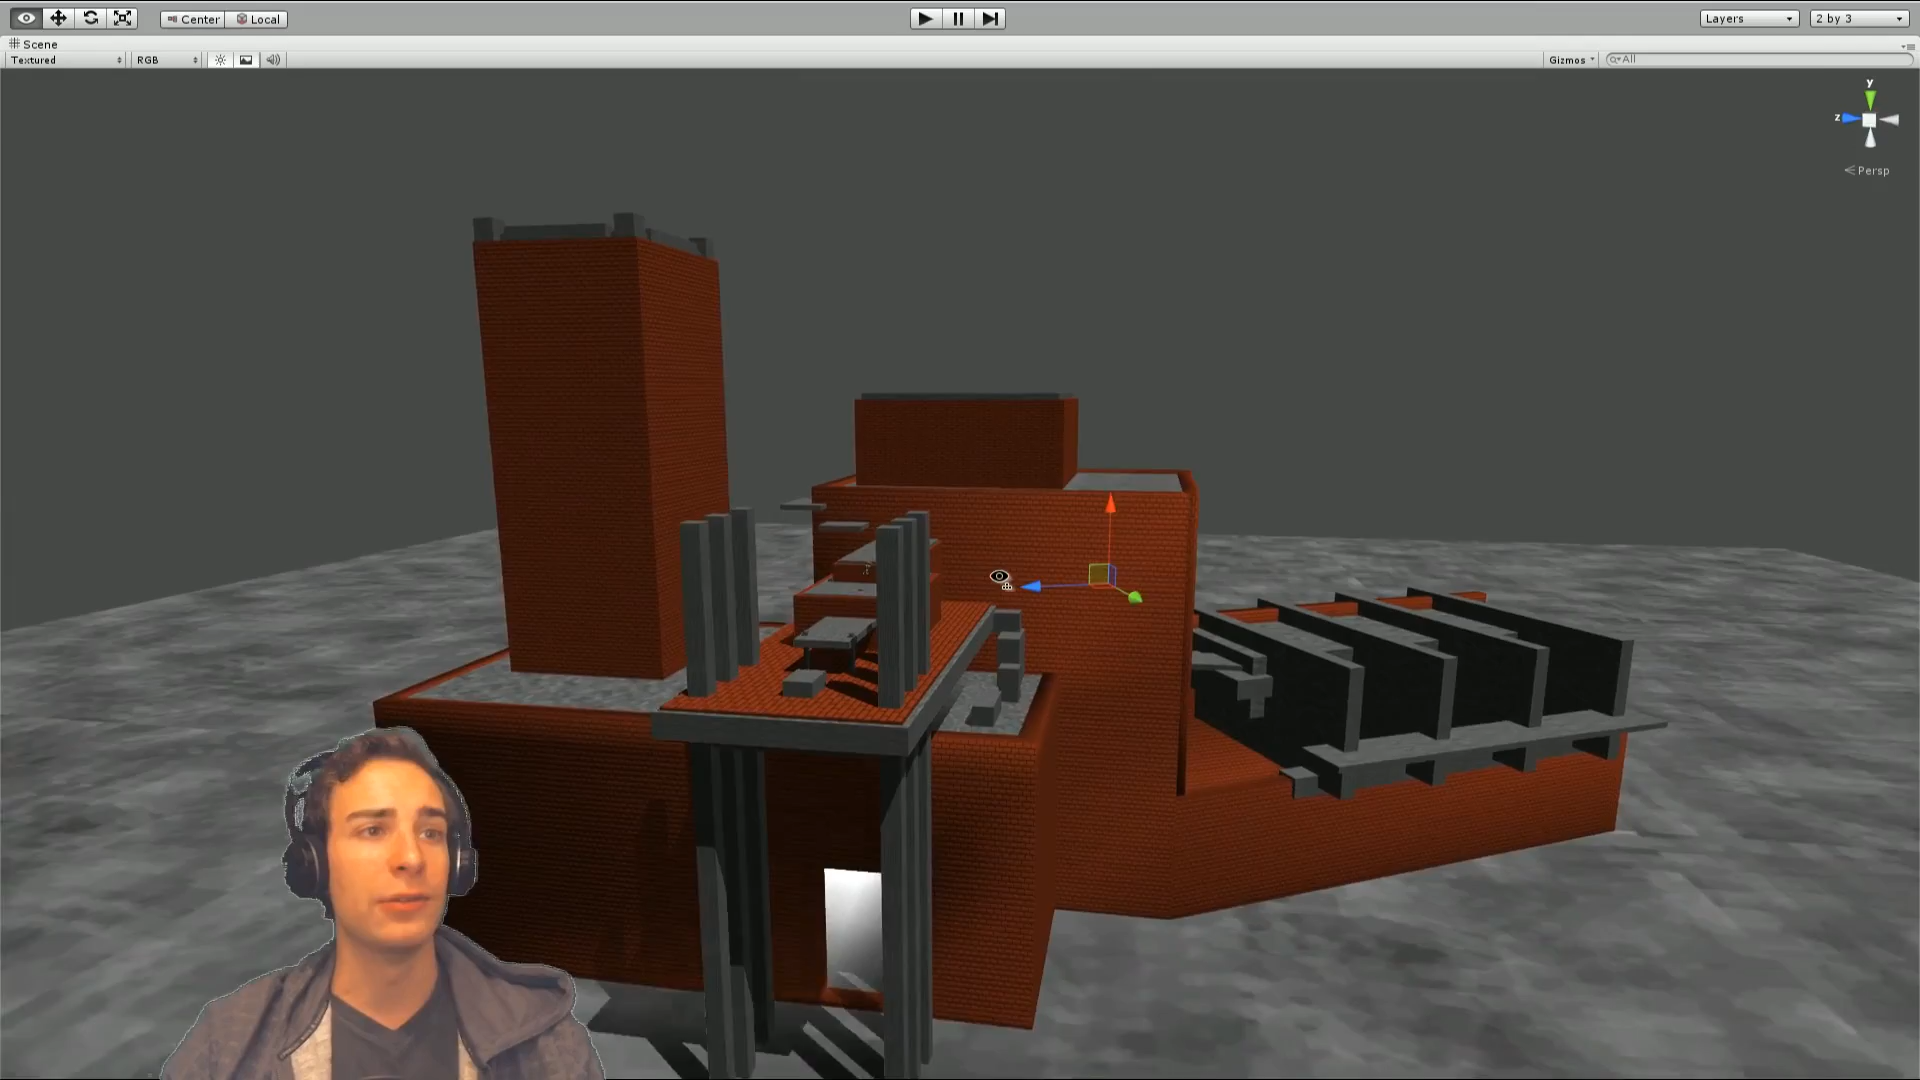 Center Local Layers 2 by 3
Scene
Textured RGB Gizmos All
y
z
Persp